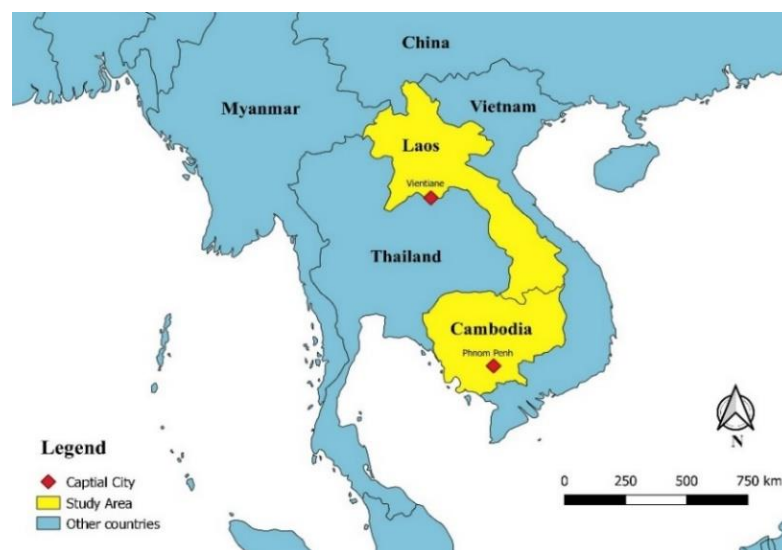 China
Myanmar
Vietnam
Laos
Vientiane
Thailand
Cambodia
Phnom Penh
N
Legend
Captial City
Study Area
Other countries
0 250 500 750 km